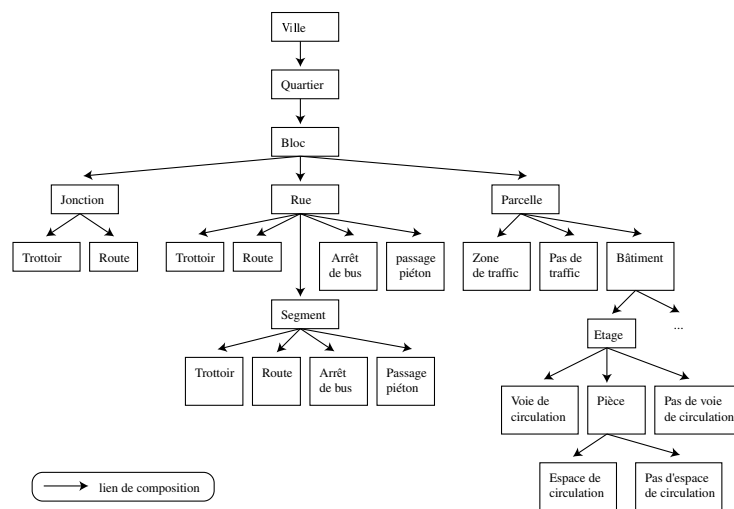 Ville
Quartier
Bloc
Jonction
Rue
Parcelle
Trottoir
Route
Trottoir
Route
Arrêt
de bus
passage
piéton
Zone
de traffic
Pas de
traffic
Bâtiment
Segment
...
Etage
Trottoir
Route
Arrêt
de bus
Passage
piéton
Voie de
circulation
Pièce
Pas de voie
de circulation
Espace de
circulation
Pas d'espace
de circulation
lien de composition